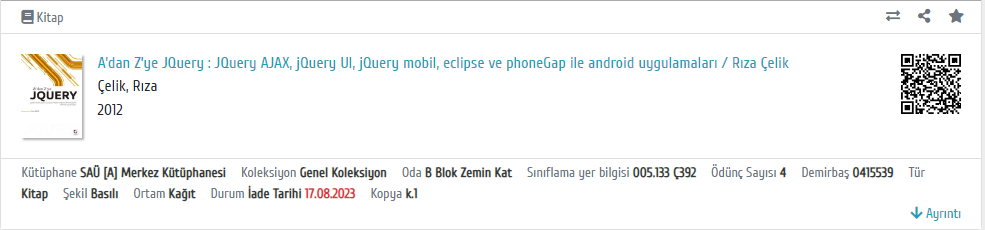 Kitap
A'dan Z'ye JQuery : JQuery AJAX, jQuery UI, jQuery mobil, eclipse ve phoneGap ile android uygulamaları / Rıza Çelik
Çelik, Rıza
2012
A'dan Z'ye
JQUERY
Kütüphane SAÜ [A] Merkez Kütüphanesi Koleksiyon Genel Koleksiyon Oda B Blok Zemin Kat Sınıflama yer bilgisi 005.133 Ç392 Ödünç Sayısı 4 Demirbaş 0415539 Tür
Kitap Şekil Basılı Ortam Kağıt Durum İade Tarihi 17.08.2023 Kopya k.1
Ayrıntı